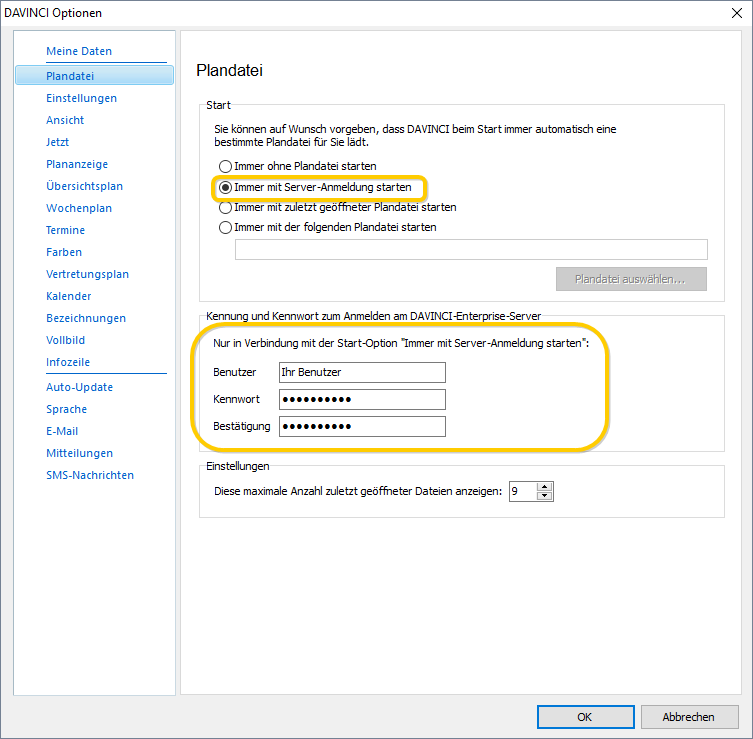 DAVINCI Optionen
Meine Daten
Plandatei
Einstellungen
Ansicht
Jetzt
Plananzeige
Übersichtsplan
Wochenplan
Termine
Farben
Vertretungsplan
Kalender
Bezeichnungen
Vollbild
Infozeile
Auto-Update
Sprache
E-Mail
Mitteilungen
SMS-Nachrichten
Plandatei
Start
Sie können auf Wunsch vorgeben, dass DAVINCI beim Start immer automatisch eine
bestimmte Plandatei für Sie lädt.
Immer ohne Plandatei starten
Immer mit Server-Anmeldung starten
Immer mit zuletzt geöffneter Plandatei starten
Immer mit der folgenden Plandatei starten
Plandatei auswählen...
Kennung und Kennwort zum Anmelden am DAVINCI-Enterprise-Server
Nur in Verbindung mit der Start-Option "Immer mit Server-Anmeldung starten":
Benutzer Ihr Benutzer
Kennwort ●●●●●●●●●●
Bestätigung ●●●●●●●●●●
Einstellungen
Diese maximale Anzahl zuletzt geöffneter Dateien anzeigen: 9
OK Abbrechen